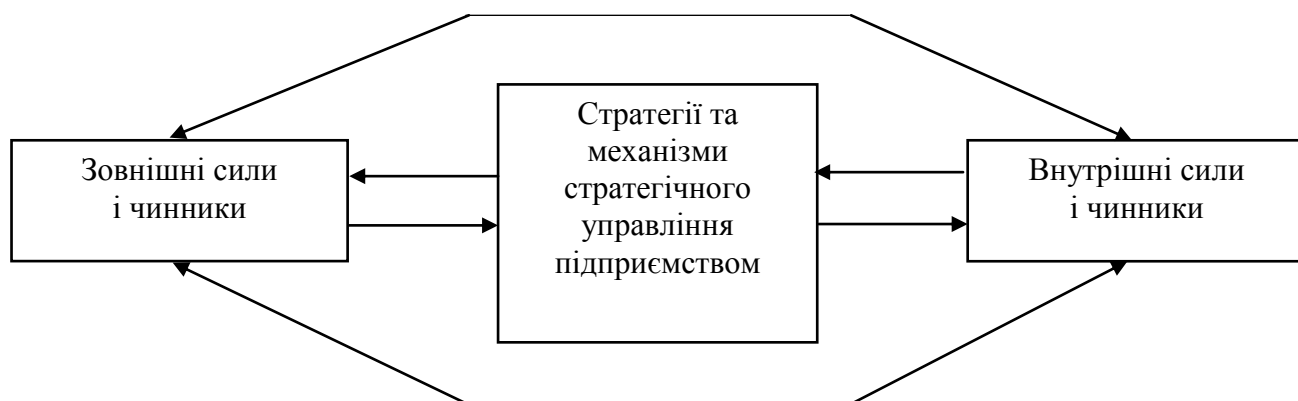 Зовнішні сили
і чинники
Стратегії та
механізми
стратегічного
управління
підприємством
Внутрішні сили
і чинники